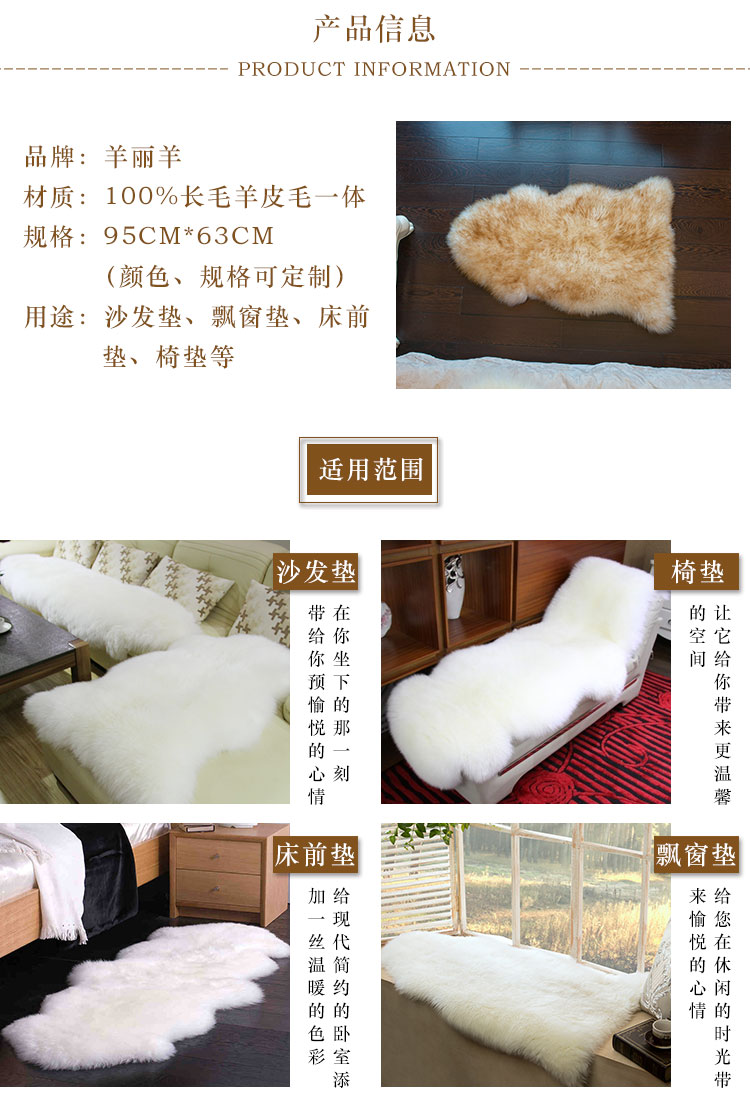 产品信息
PRODUCT INFORMATION
品牌：羊丽羊
材质：100%长毛羊皮毛一体
规格：95CM*63CM
(颜色、规格可定制)
用途：沙发垫、飘窗垫、床前
垫、椅垫等
适用范围
沙发垫
在你坐下的那一刻
带给你预愉悦的心情
椅垫
让它给你带来更温馨
的空间
床前垫
给现代简约的卧室添
加一丝温暖的色彩
飘窗垫
给您在休闲的时光带
来愉悦的心情